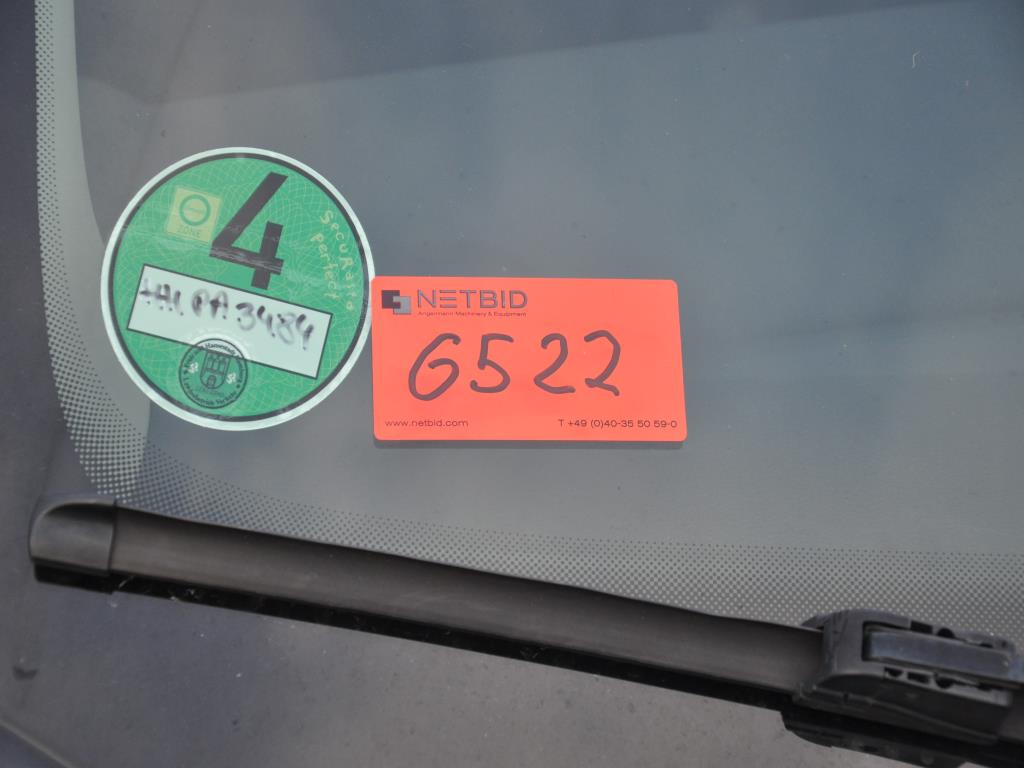 4
ZONE
SecuRasta
perfect
HH PA 3484
NETBID
Angermann Machinery & Equipment
6522
www.netbid.com
T +49 (0)40-35 50 59-0